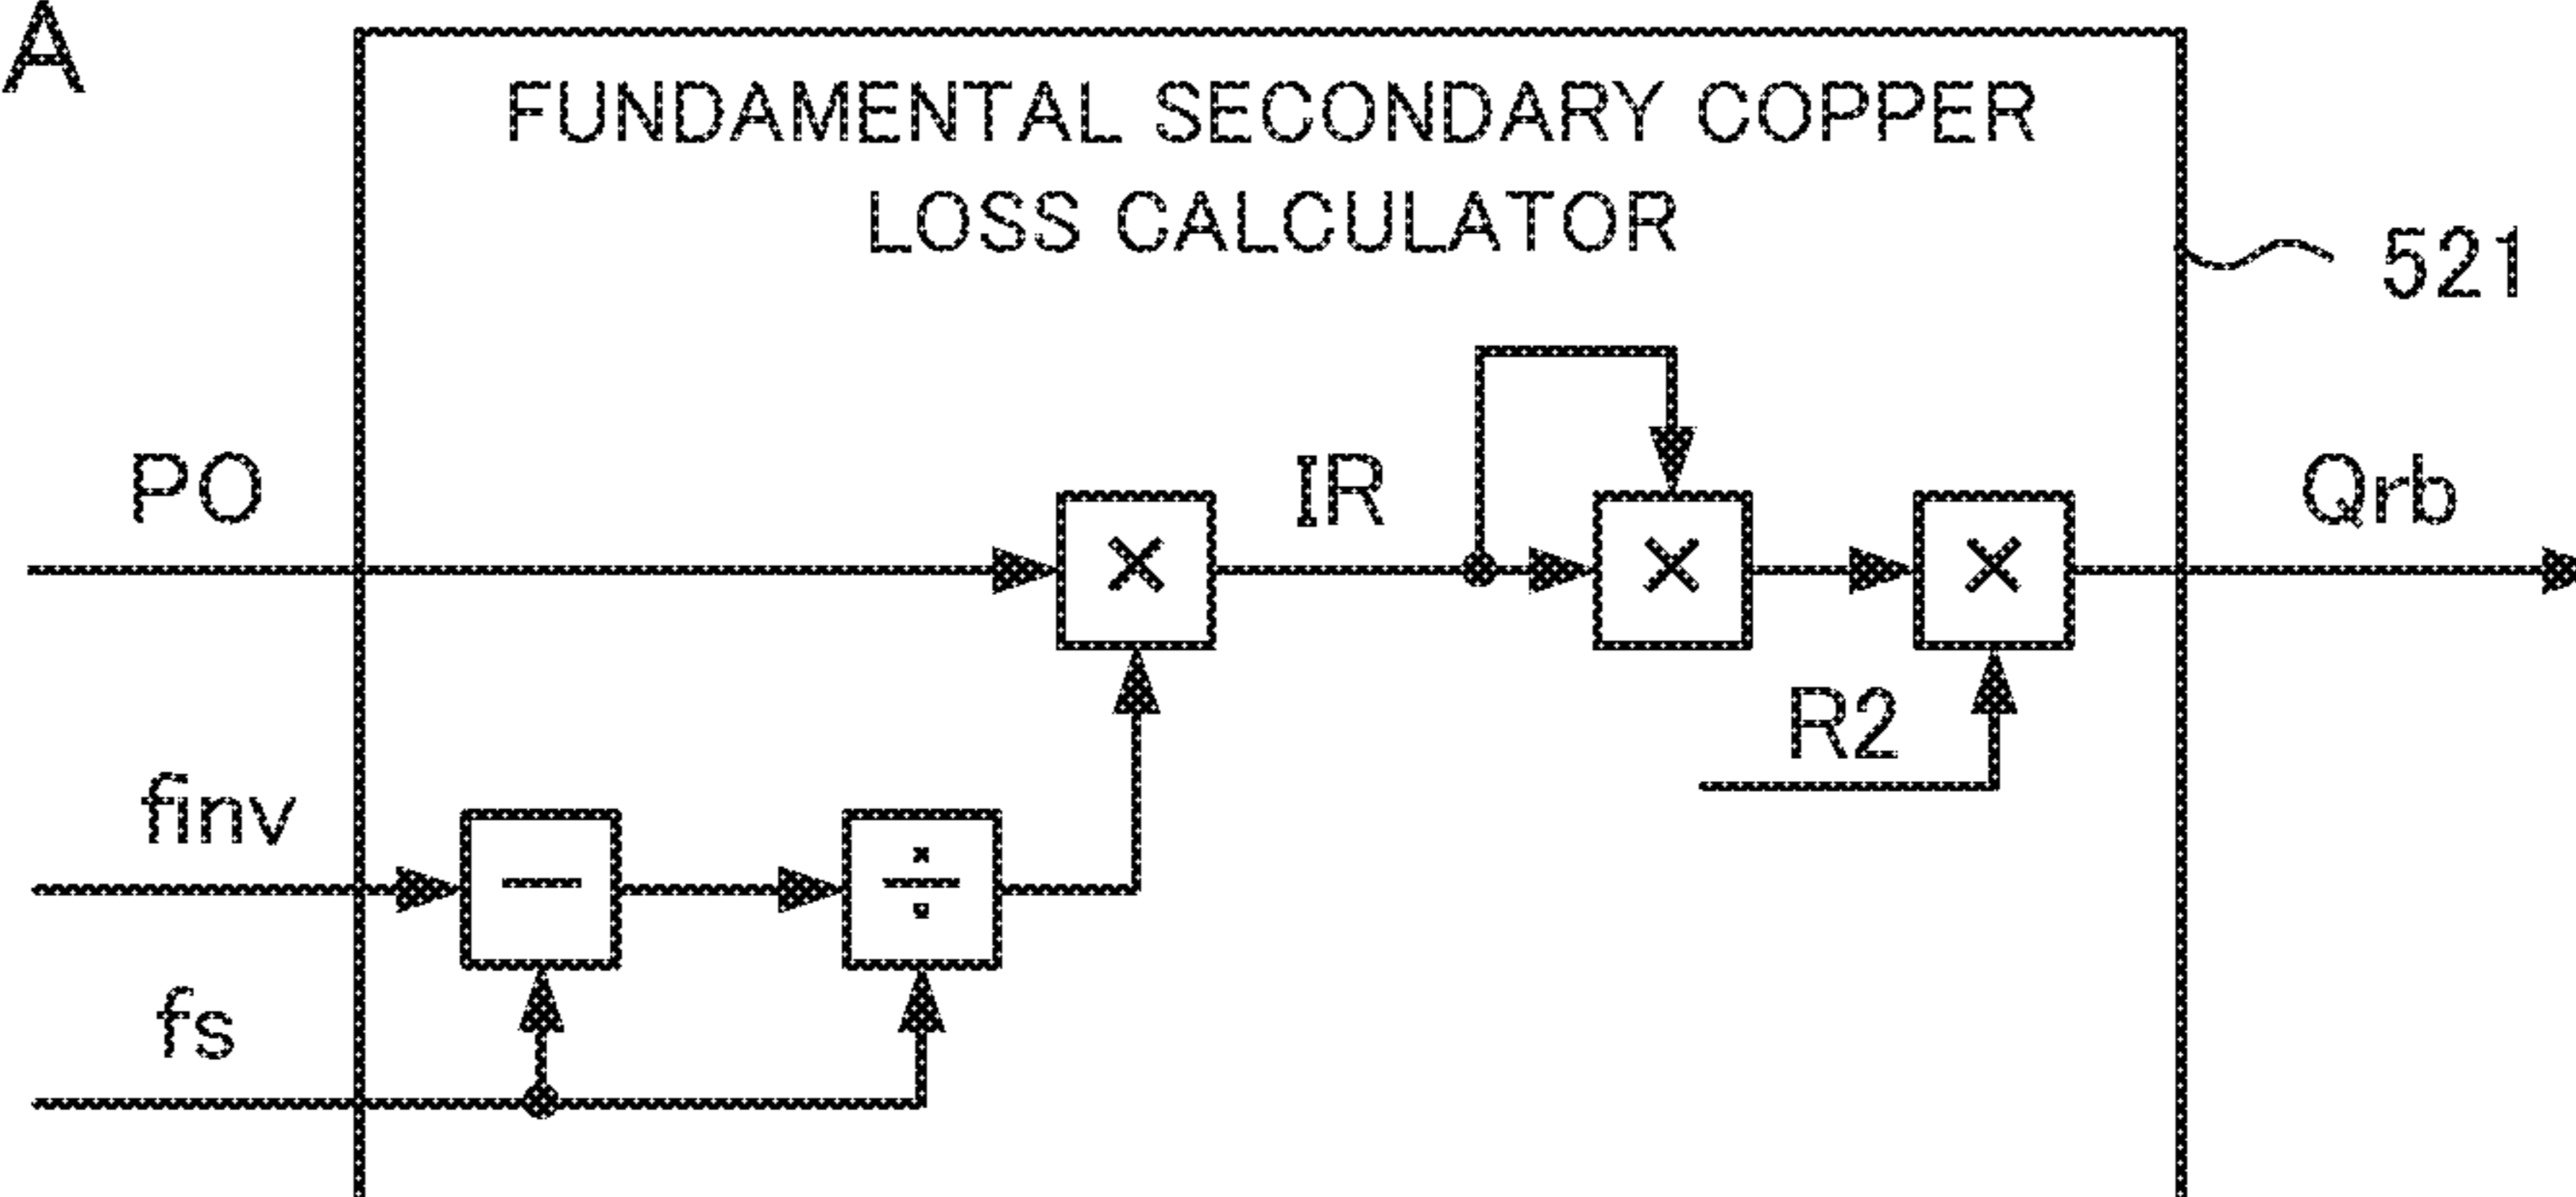 A
FUNDAMENTAL SECONDARY COPPER
LOSS CALCULATOR
521
PO
IR
Qrb
×
×
×
R2
finv
−
÷
fs